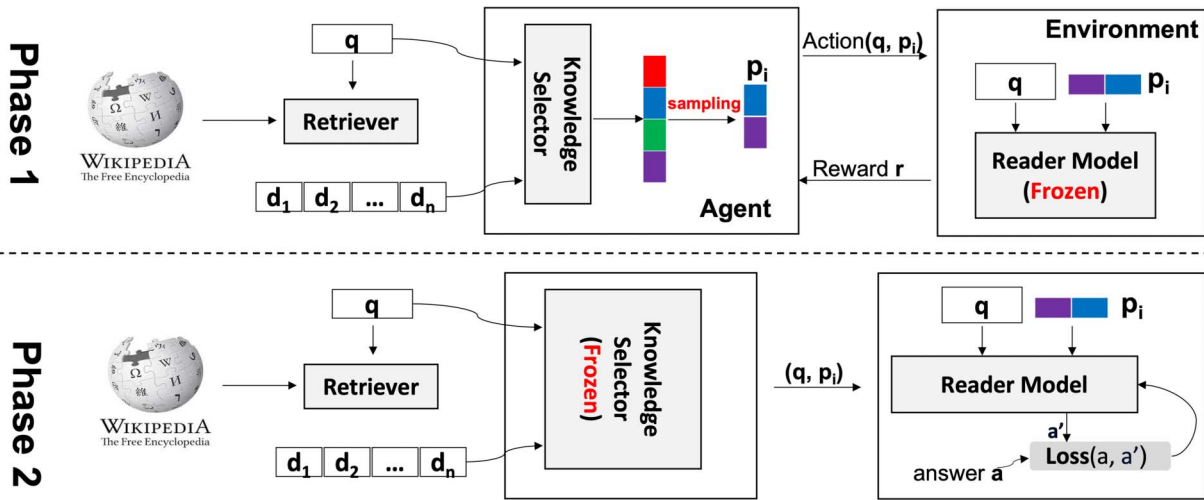 Phase 1
WIKIPEDIA
The Free Encyclopedia
q
Retriever
d1 d2 ... dn
Knowledge
Selector
sampling
pi
Agent
Action(q, pi)
Reward r
Environment
q
pi
Reader Model
(Frozen)
Phase 2
WIKIPEDIA
The Free Encyclopedia
q
Retriever
d1 d2 ... dn
Knowledge
Selector
(Frozen)
(q, pi)
q
pi
Reader Model
a'
answer a
Loss(a, a')